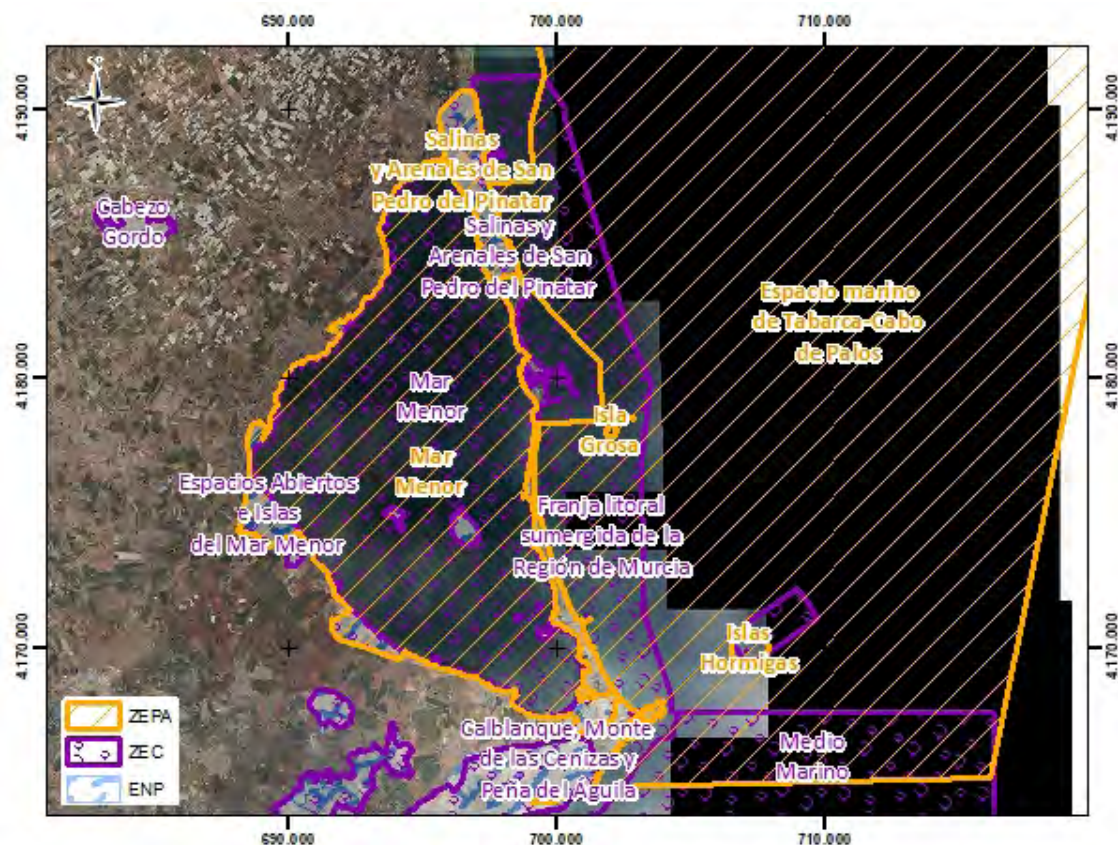 690.000
700.000
710.000
4.190.000
4.190.000
Salinas
y Arenales de San
Pedro del Pinatar
Cabezo
Gordo
Salinas y
Arenales de San
Pedro del Pinatar
Espacio marino
de Tabarca-Cabo
de Palos
4.180.000
4.180.000
Mar
Menor
Isla
Grosa
Mar
Menor
Espacios Abiertos
e Islas
del Mar Menor
Franja litoral
sumergida de la
Región de Murcia
Islas
Hormigas
4.170.000
4.170.000
ZEPA
ZEC
ENP
Calblanque, Monte
de las Cenizas y
Peña del Águila
Medio
Marino
690.000
700.000
710.000